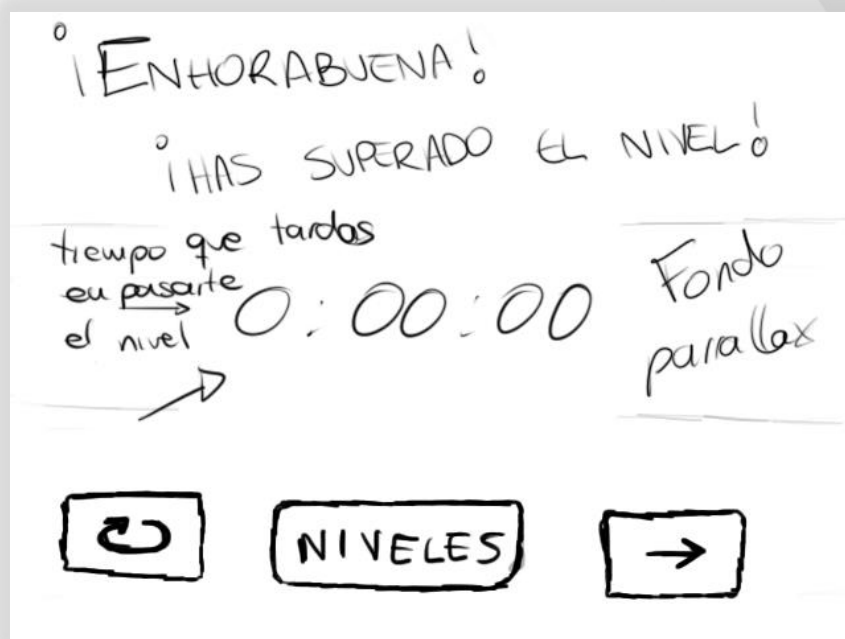 ¡ENHORABUENA!
¡HAS SUPERADO EL NIVEL!
tiempo que tardas
en pasarte
el nivel
0:00:00
Fondo
parallax
NIVELES